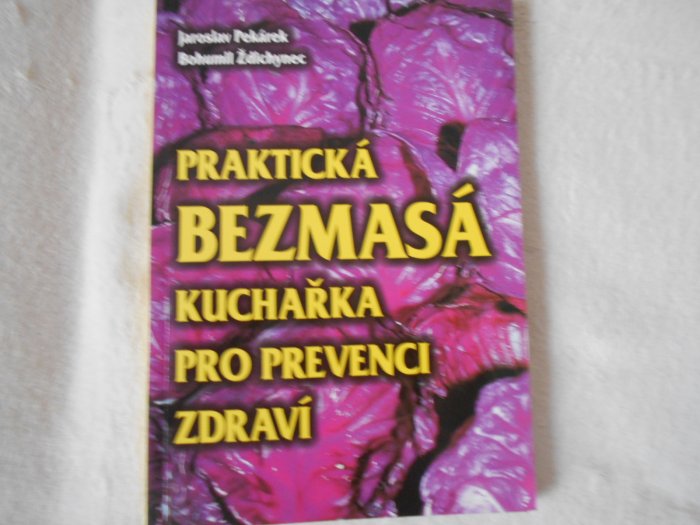 Jaroslav Pekárek
Bohumil Ždichynec
PRAKTICKÁ
BEZMASÁ
KUCHAŘKA
PRO PREVENCI
ZDRAVÍ